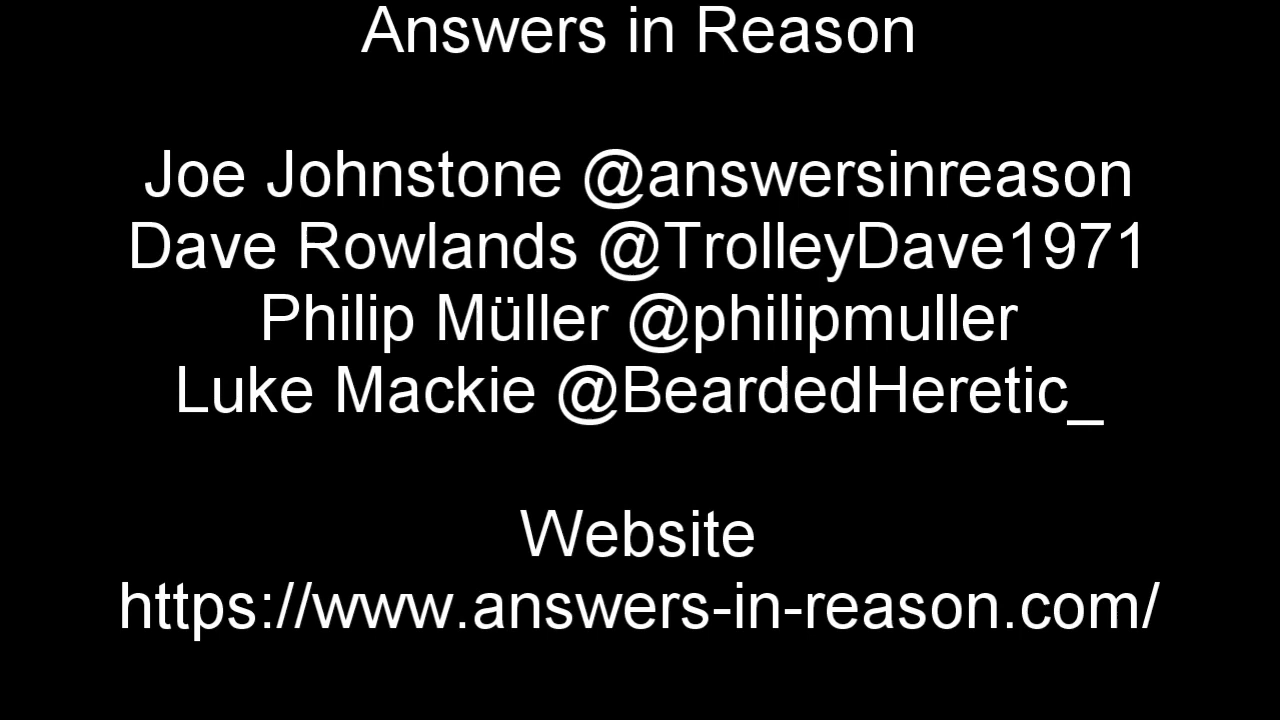 Answers in Reason
Joe Johnstone @answersinreason
Dave Rowlands @TrolleyDave1971
Philip Müller @philipmuller
Luke Mackie @BeardedHeretic_
Website
https://www.answers-in-reason.com/